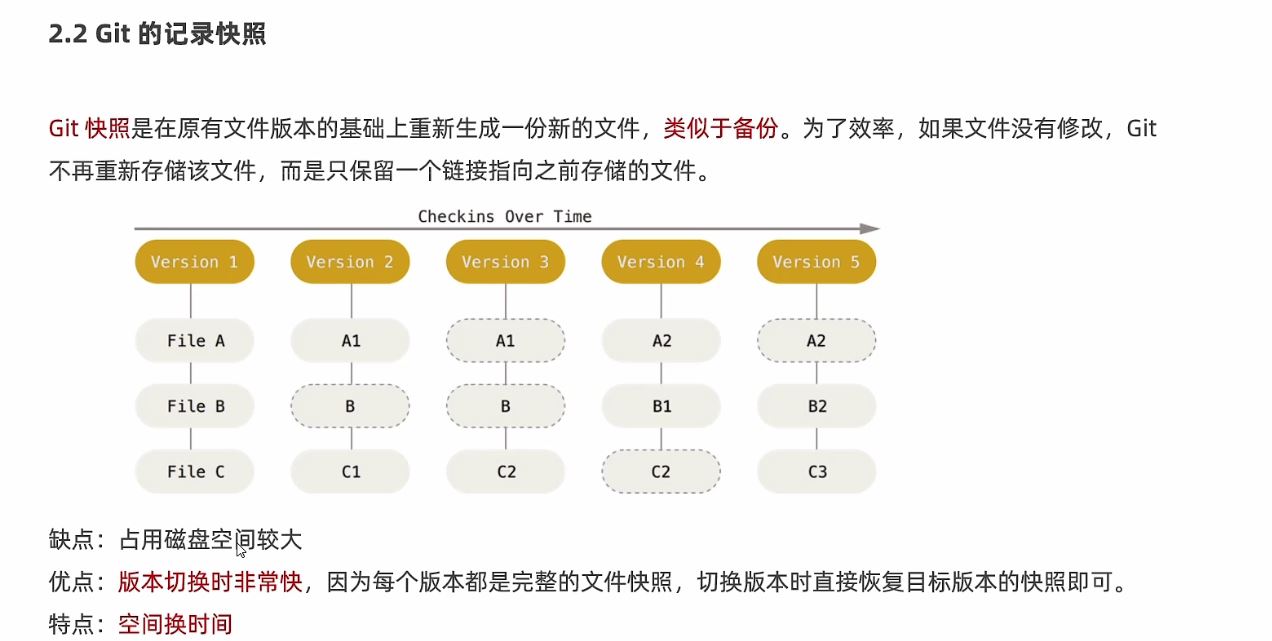 2.2 Git 的记录快照
Git 快照是在原有文件版本的基础上重新生成一份新的文件，类似于备份。为了效率，如果文件没有修改，Git
不再重新存储该文件，而是只保留一个链接指向之前存储的文件。
Checkins Over Time
Version 1 Version 2 Version 3 Version 4 Version 5
File A A1 A1 A2 A2
File B B B B1 B2
File C C1 C2 C2 C3
缺点：占用磁盘空间较大
优点：版本切换时非常快，因为每个版本都是完整的文件快照，切换版本时直接恢复目标版本的快照即可。
特点：空间换时间